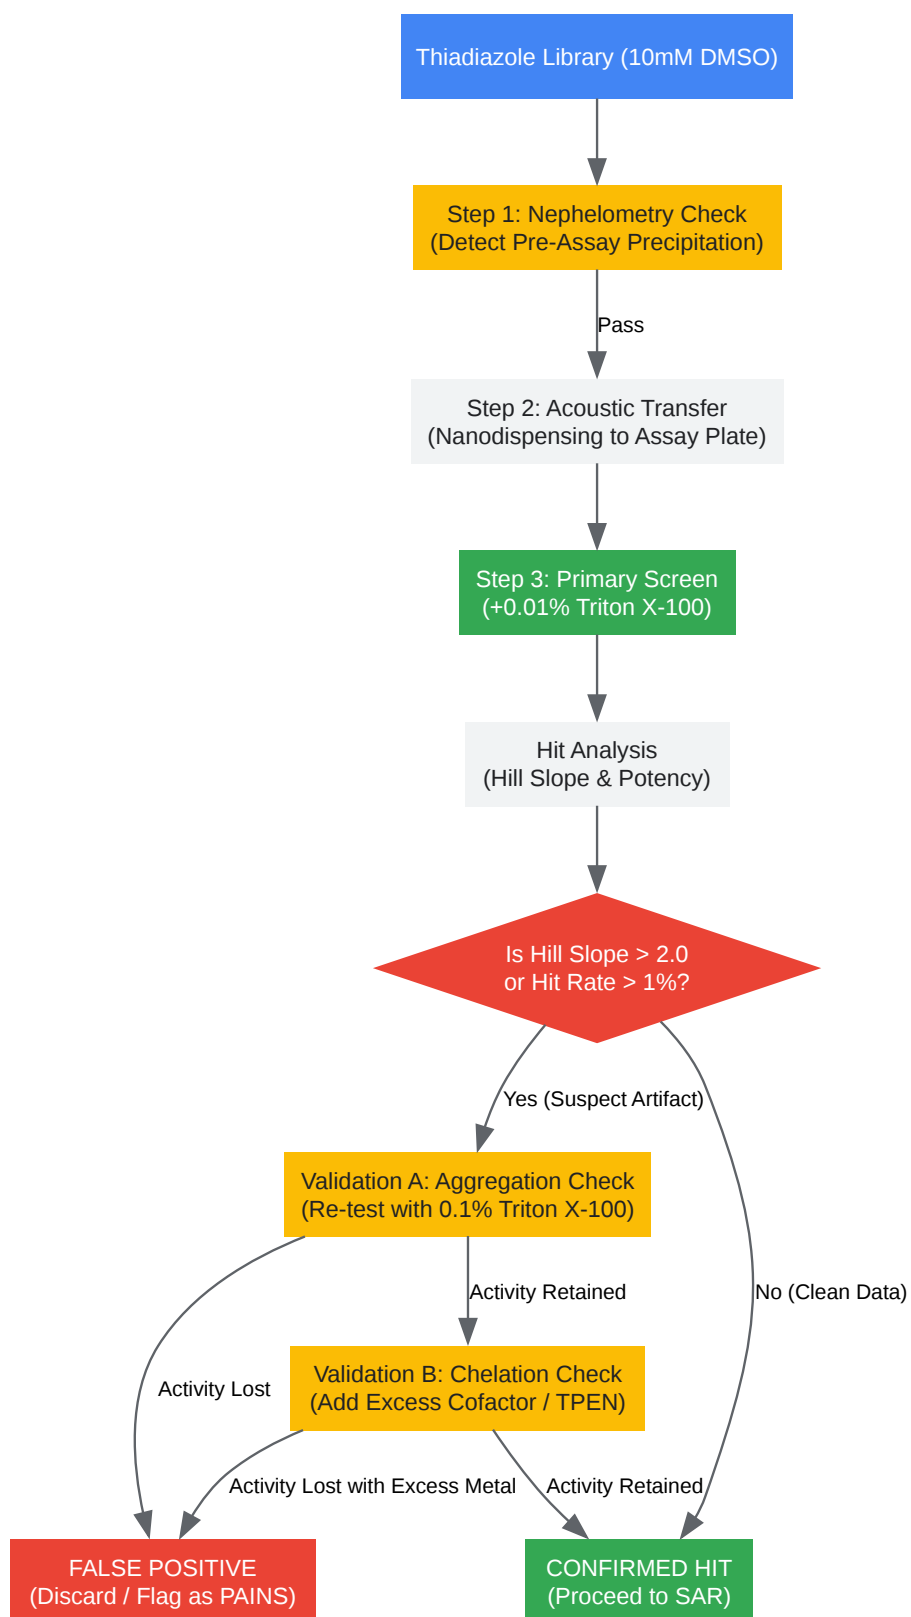 Thiadiazole Library (10mM DMSO)
Step 1: Nephelometry Check
(Detect Pre-Assay Precipitation)
Pass
Step 2: Acoustic Transfer
(Nanodispensing to Assay Plate)
Step 3: Primary Screen
(+0.01% Triton X-100)
Hit Analysis
(Hill Slope & Potency)
Is Hill Slope > 2.0
or Hit Rate > 1%?
Yes (Suspect Artifact)
Validation A: Aggregation Check
(Re-test with 0.1% Triton X-100)
Activity Retained
No (Clean Data)
Activity Lost
Validation B: Chelation Check
(Add Excess Cofactor / TPEN)
Activity Lost with Excess Metal
Activity Retained
FALSE POSITIVE
(Discard / Flag as PAINS)
CONFIRMED HIT
(Proceed to SAR)